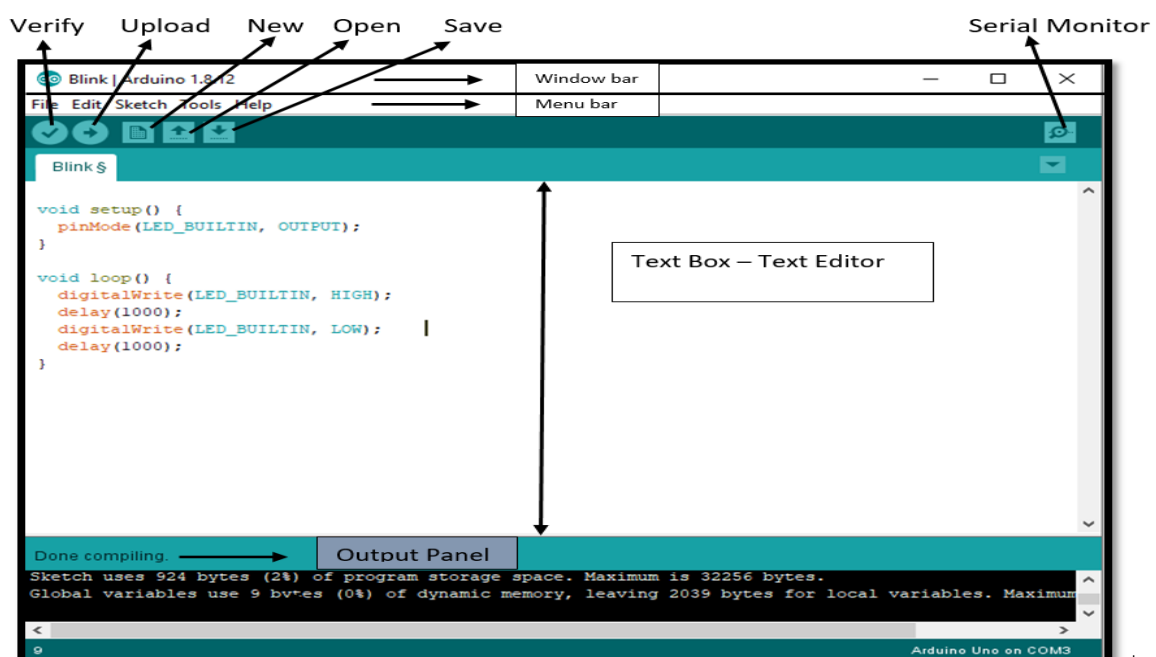 Verify Upload New Open Save Serial Monitor
Blink | Arduino 1.8.12 Window bar
File Edit Sketch Tools Help Menu bar
Blink §
void setup() {
pinMode(LED_BUILTIN, OUTPUT);
}
void loop() {
digitalWrite(LED_BUILTIN, HIGH);
delay(1000);
digitalWrite(LED_BUILTIN, LOW);
delay(1000);
}
Text Box – Text Editor
Done compiling. Output Panel
Sketch uses 924 bytes (2%) of program storage space. Maximum is 32256 bytes.
Global variables use 9 bytes (0%) of dynamic memory, leaving 2039 bytes for local variables. Maximum
9 Arduino Uno on COM3